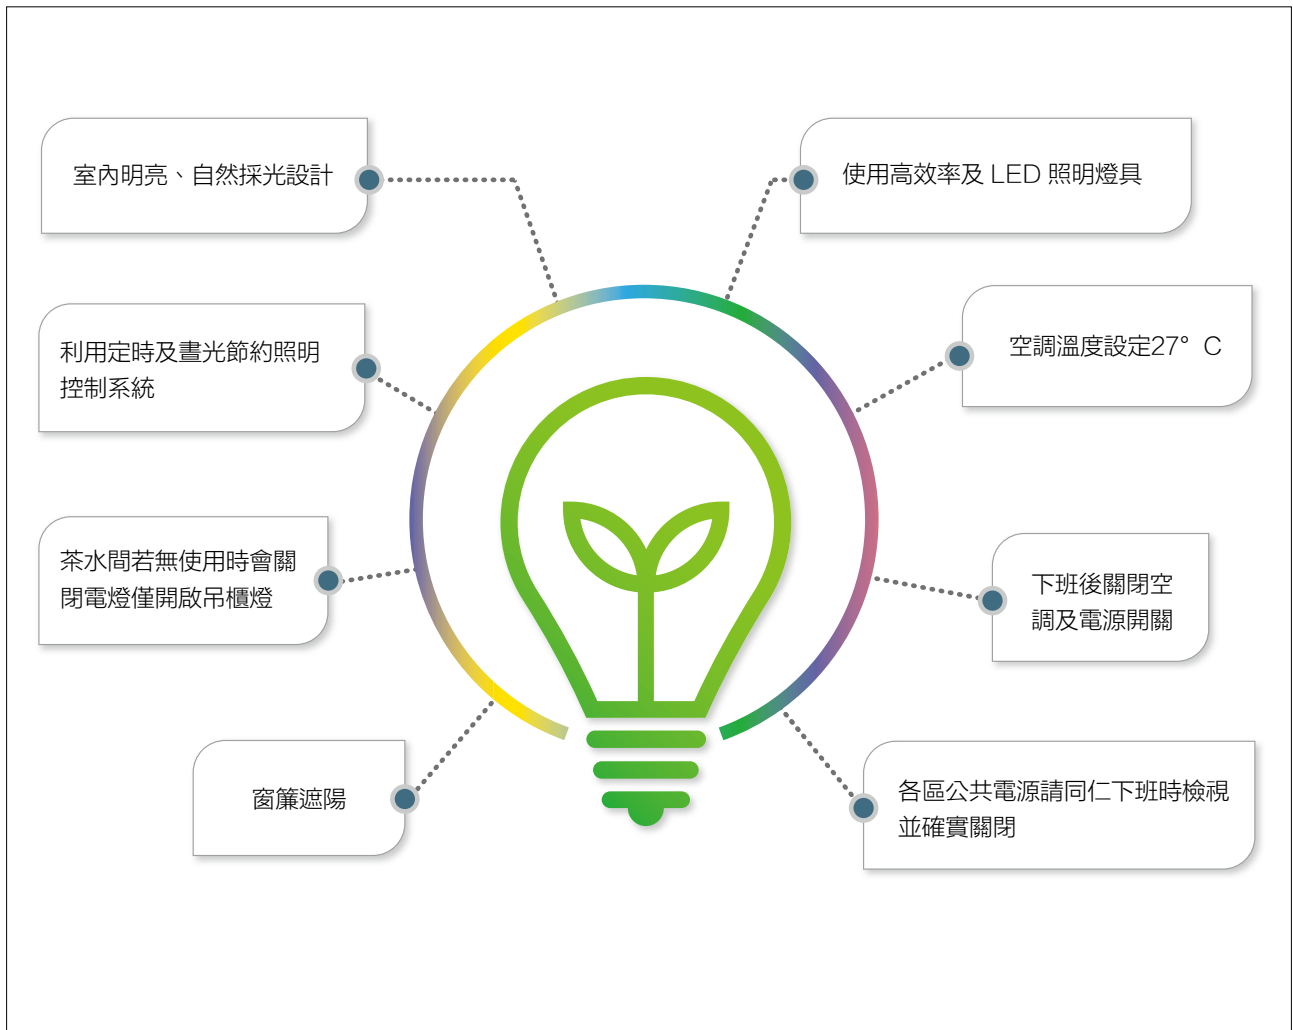 室內明亮、自然採光設計
使用高效率及 LED 照明燈具
利用定時及晝光節約照明
控制系統
空調溫度設定27° C
茶水間若無使用時會關
閉電燈僅開啟吊櫃燈
下班後關閉空
調及電源開關
窗簾遮陽
各區公共電源請同仁下班時檢視
並確實關閉